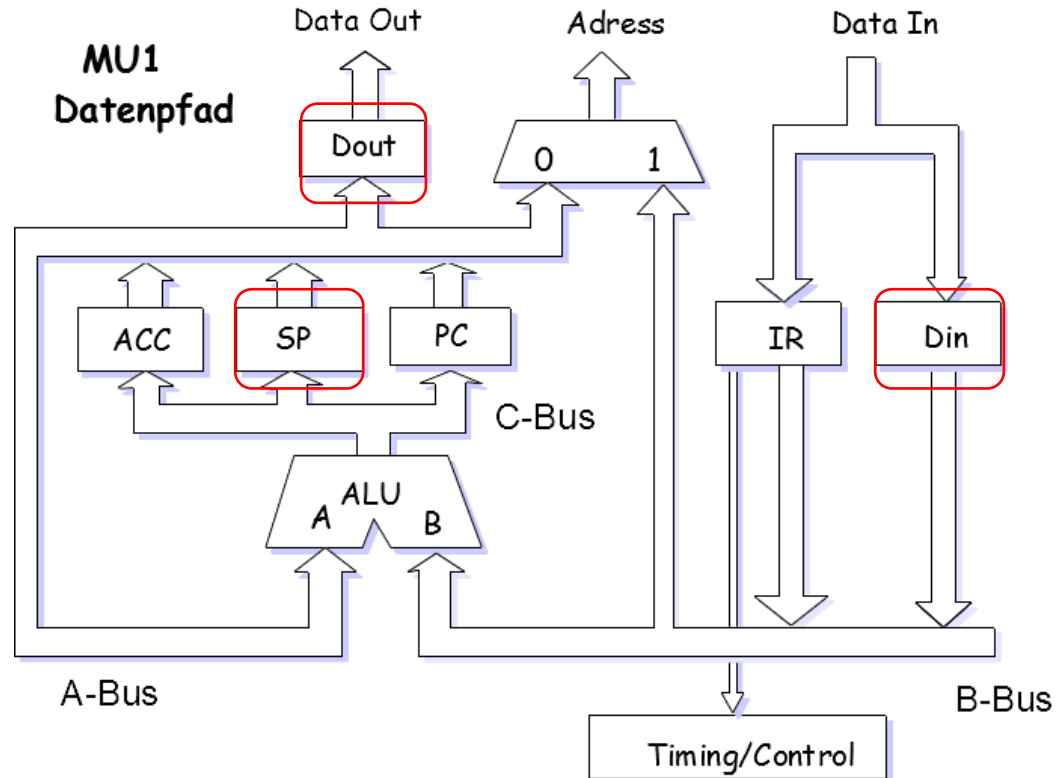 Data Out
Adress
Data In
MU1
Datenpfad
Dout
0
1
ACC
SP
PC
IR
Din
C-Bus
ALU
A
B
A-Bus
B-Bus
Timing/Control